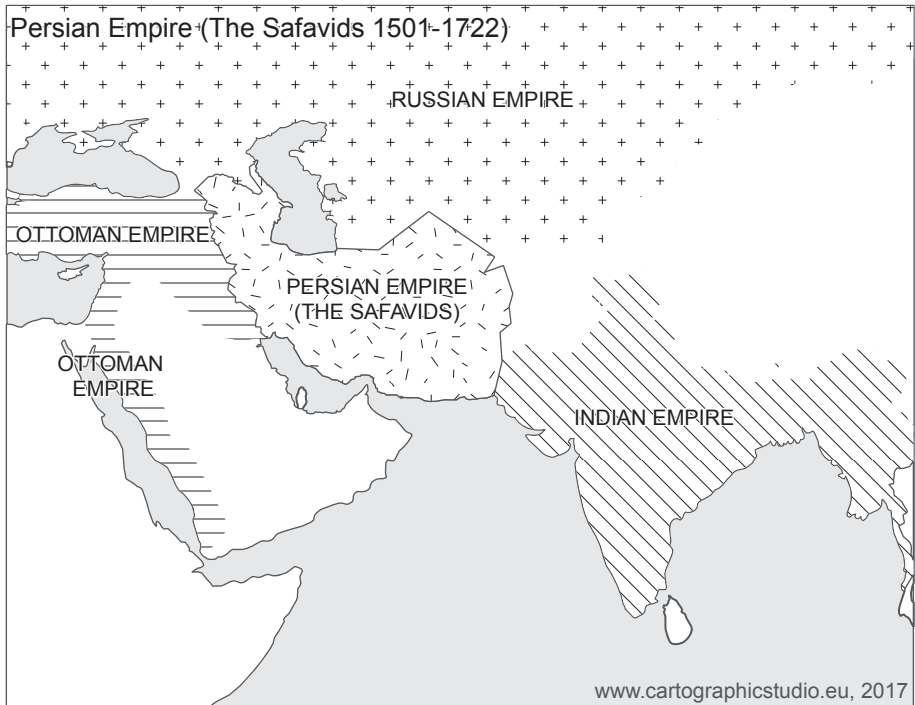 Persian Empire (The Safavids 1501-1722)
RUSSIAN EMPIRE
OTTOMAN EMPIRE
PERSIAN EMPIRE
(THE SAFAVIDS)
OTTOMAN
EMPIRE
INDIAN EMPIRE
www.cartographicstudio.eu, 2017